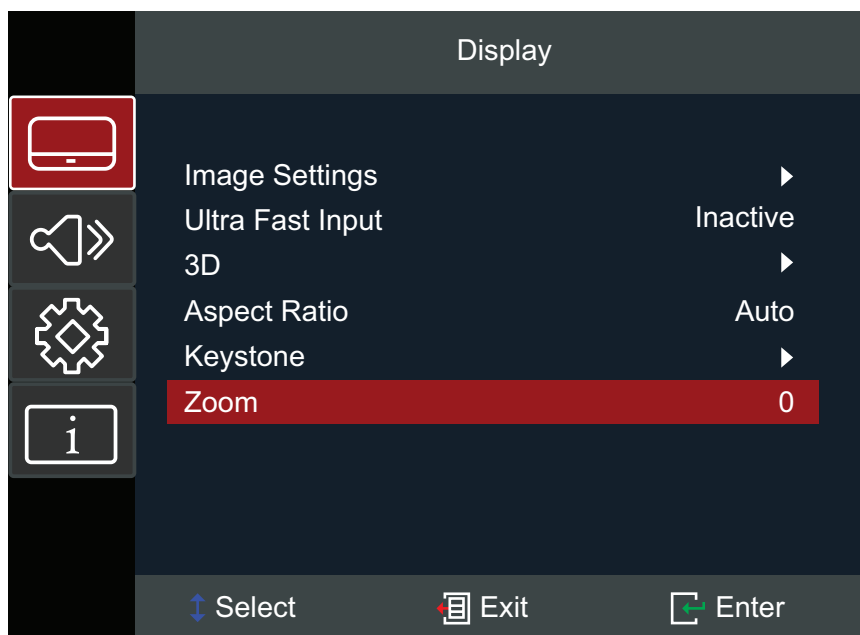 Display
Image Settings
Ultra Fast Input Inactive
3D
Aspect Ratio Auto
Keystone
Zoom 0
i
Select Exit Enter